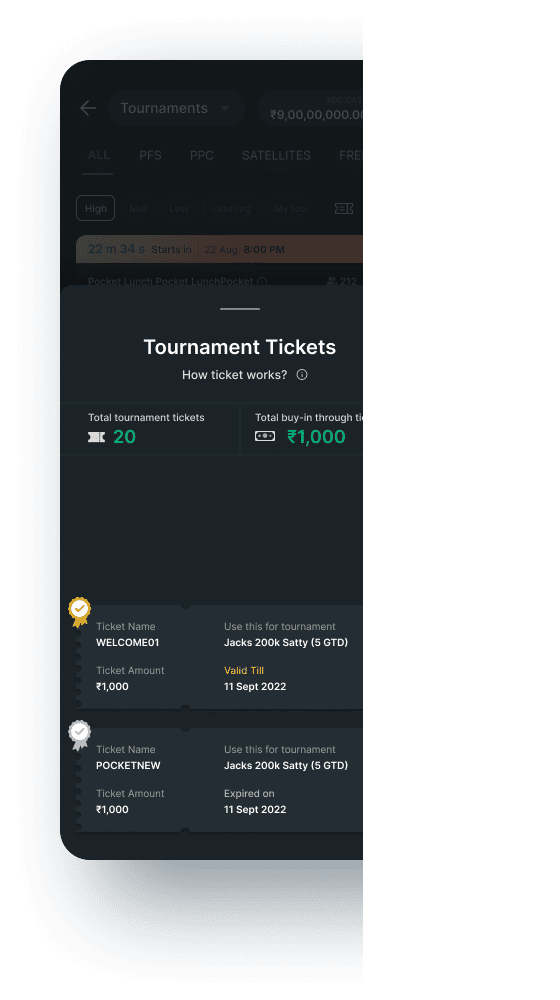 ADD CA
Tournaments
₹9,00,00,000.0
ALL PFS PPC SATELLITES FRE
High Mid Low Late reg My tou
22 m 34 s Starts in 22 Aug, 8:00 PM
Pocket Lunch Pocket LunchPocket 212
Tournament Tickets
How ticket works?
Total tournament tickets Total buy-in through ti
20 ₹1,000
Ticket Name Use this for tournament
WELCOME01 Jacks 200k Satty (5 GTD)
Ticket Amount Valid Till
₹1,000 11 Sept 2022
Ticket Name Use this for tournament
POCKETNEW Jacks 200k Satty (5 GTD)
Ticket Amount Expired on
₹1,000 11 Sept 2022